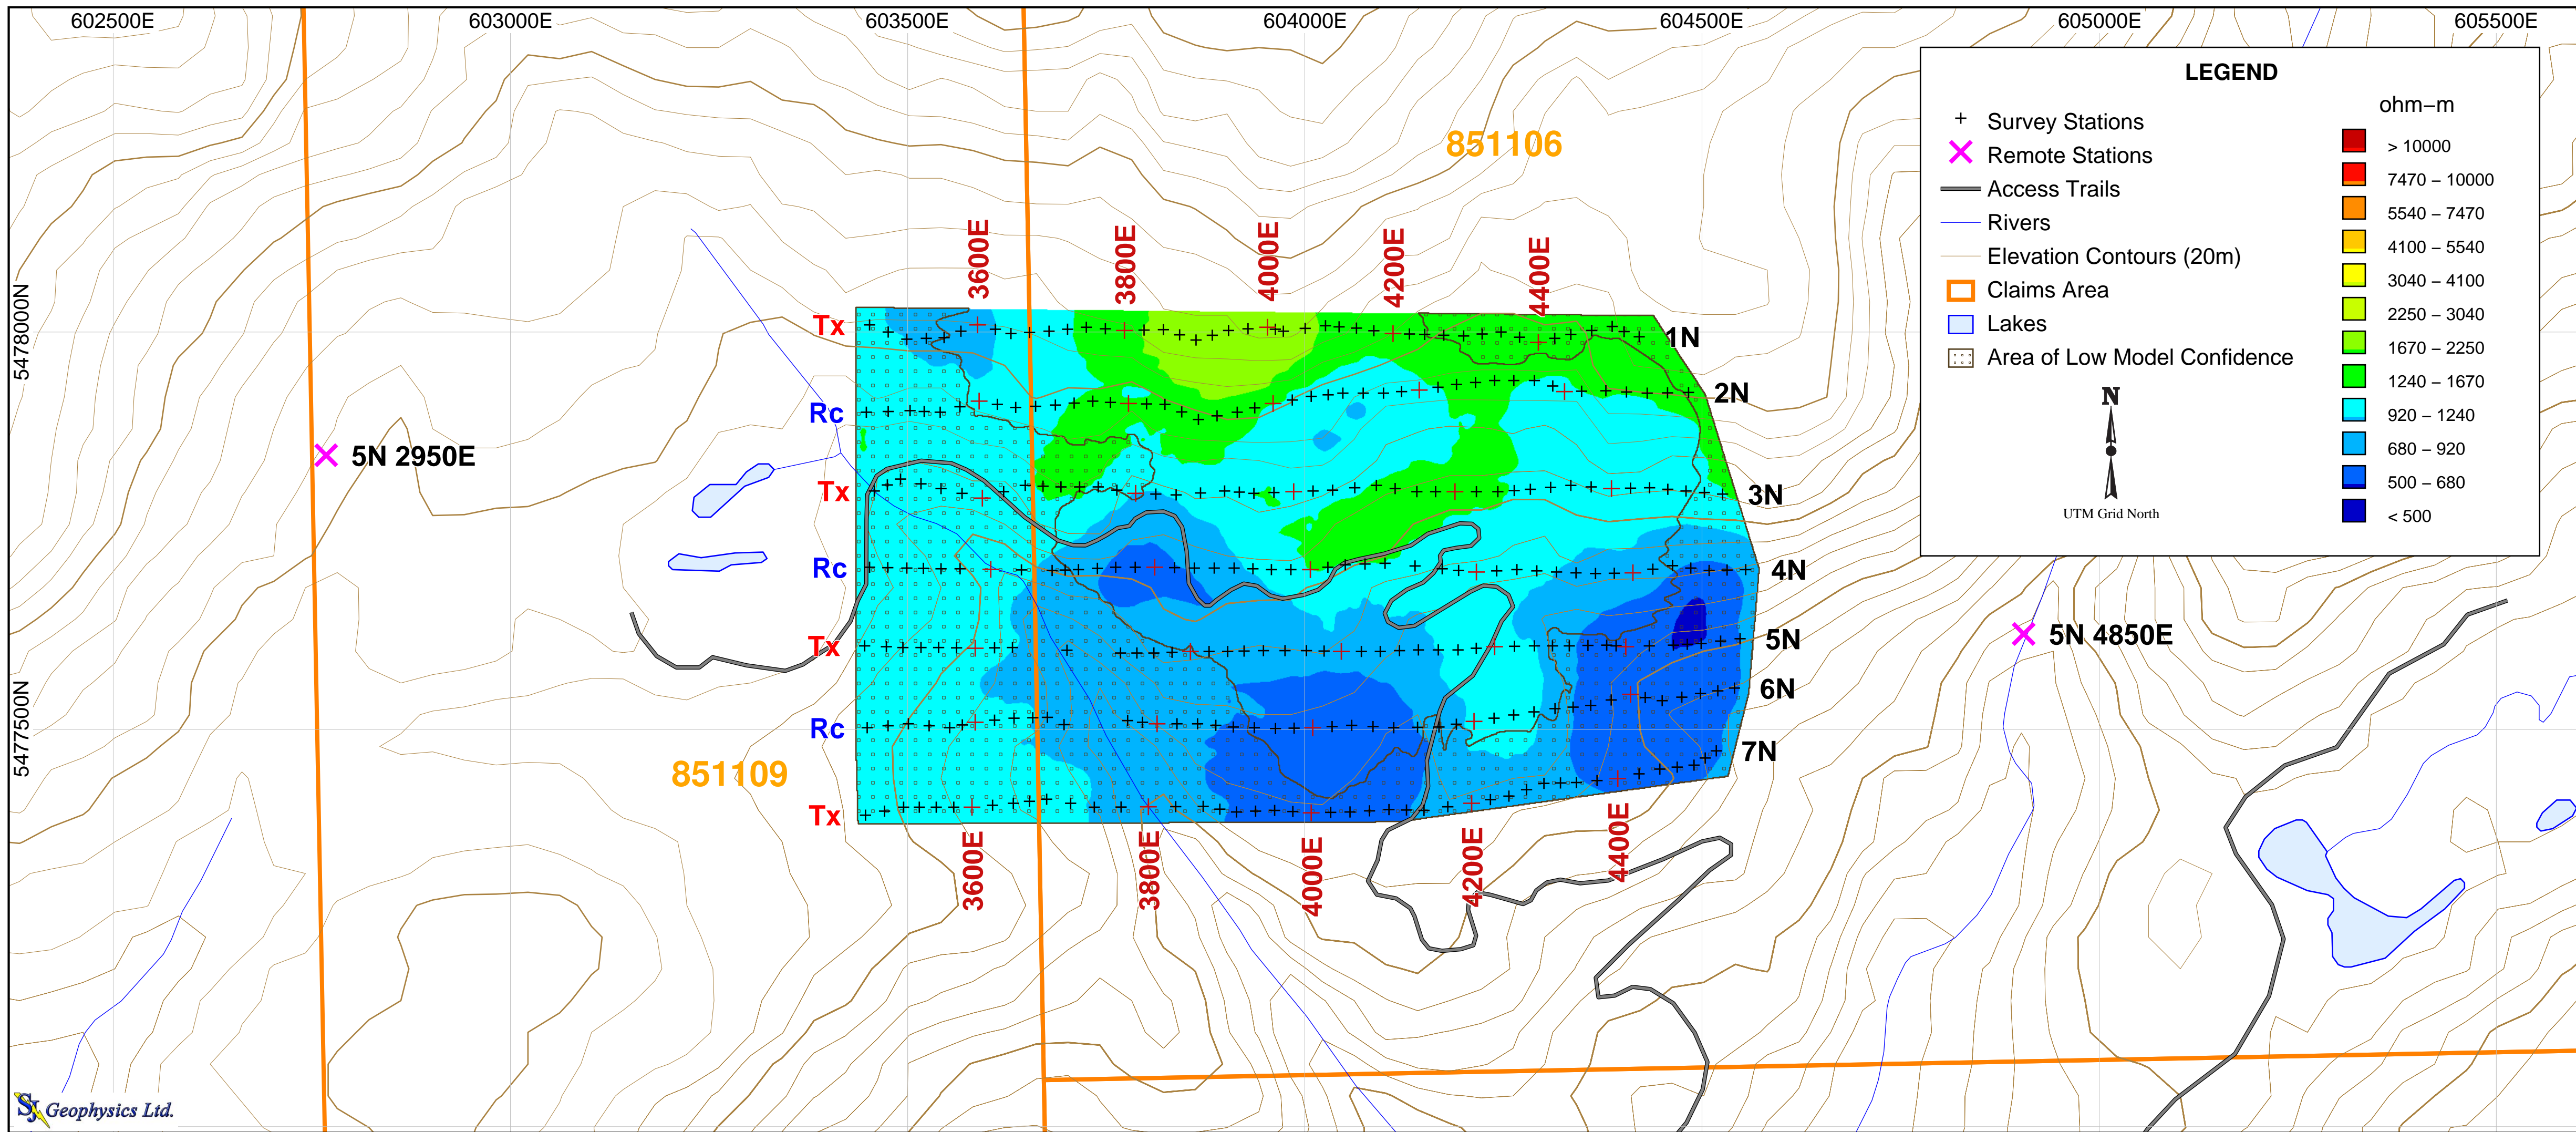 602500E 603000E 603500E 604000E 604500E 605000E 605500E
LEGEND
ohm–m
Survey Stations
Remote Stations
Access Trails
Rivers
Elevation Contours (20m)
Claims Area
Lakes
Area of Low Model Confidence
> 10000
7470 – 10000
5540 – 7470
4100 – 5540
3040 – 4100
2250 – 3040
1670 – 2250
1240 – 1670
920 – 1240
680 – 920
500 – 680
< 500
N
UTM Grid North
851106
3600E 3800E 4000E 4200E 4400E
5478000N
Tx 1N
Rc 2N
5N 2950E
Tx 3N
Rc 4N
Tx 5N
5N 4850E
6N
5477500N
Rc
7N
851109
Tx
3600E 3800E 4000E 4200E 4400E
SJ Geophysics Ltd.